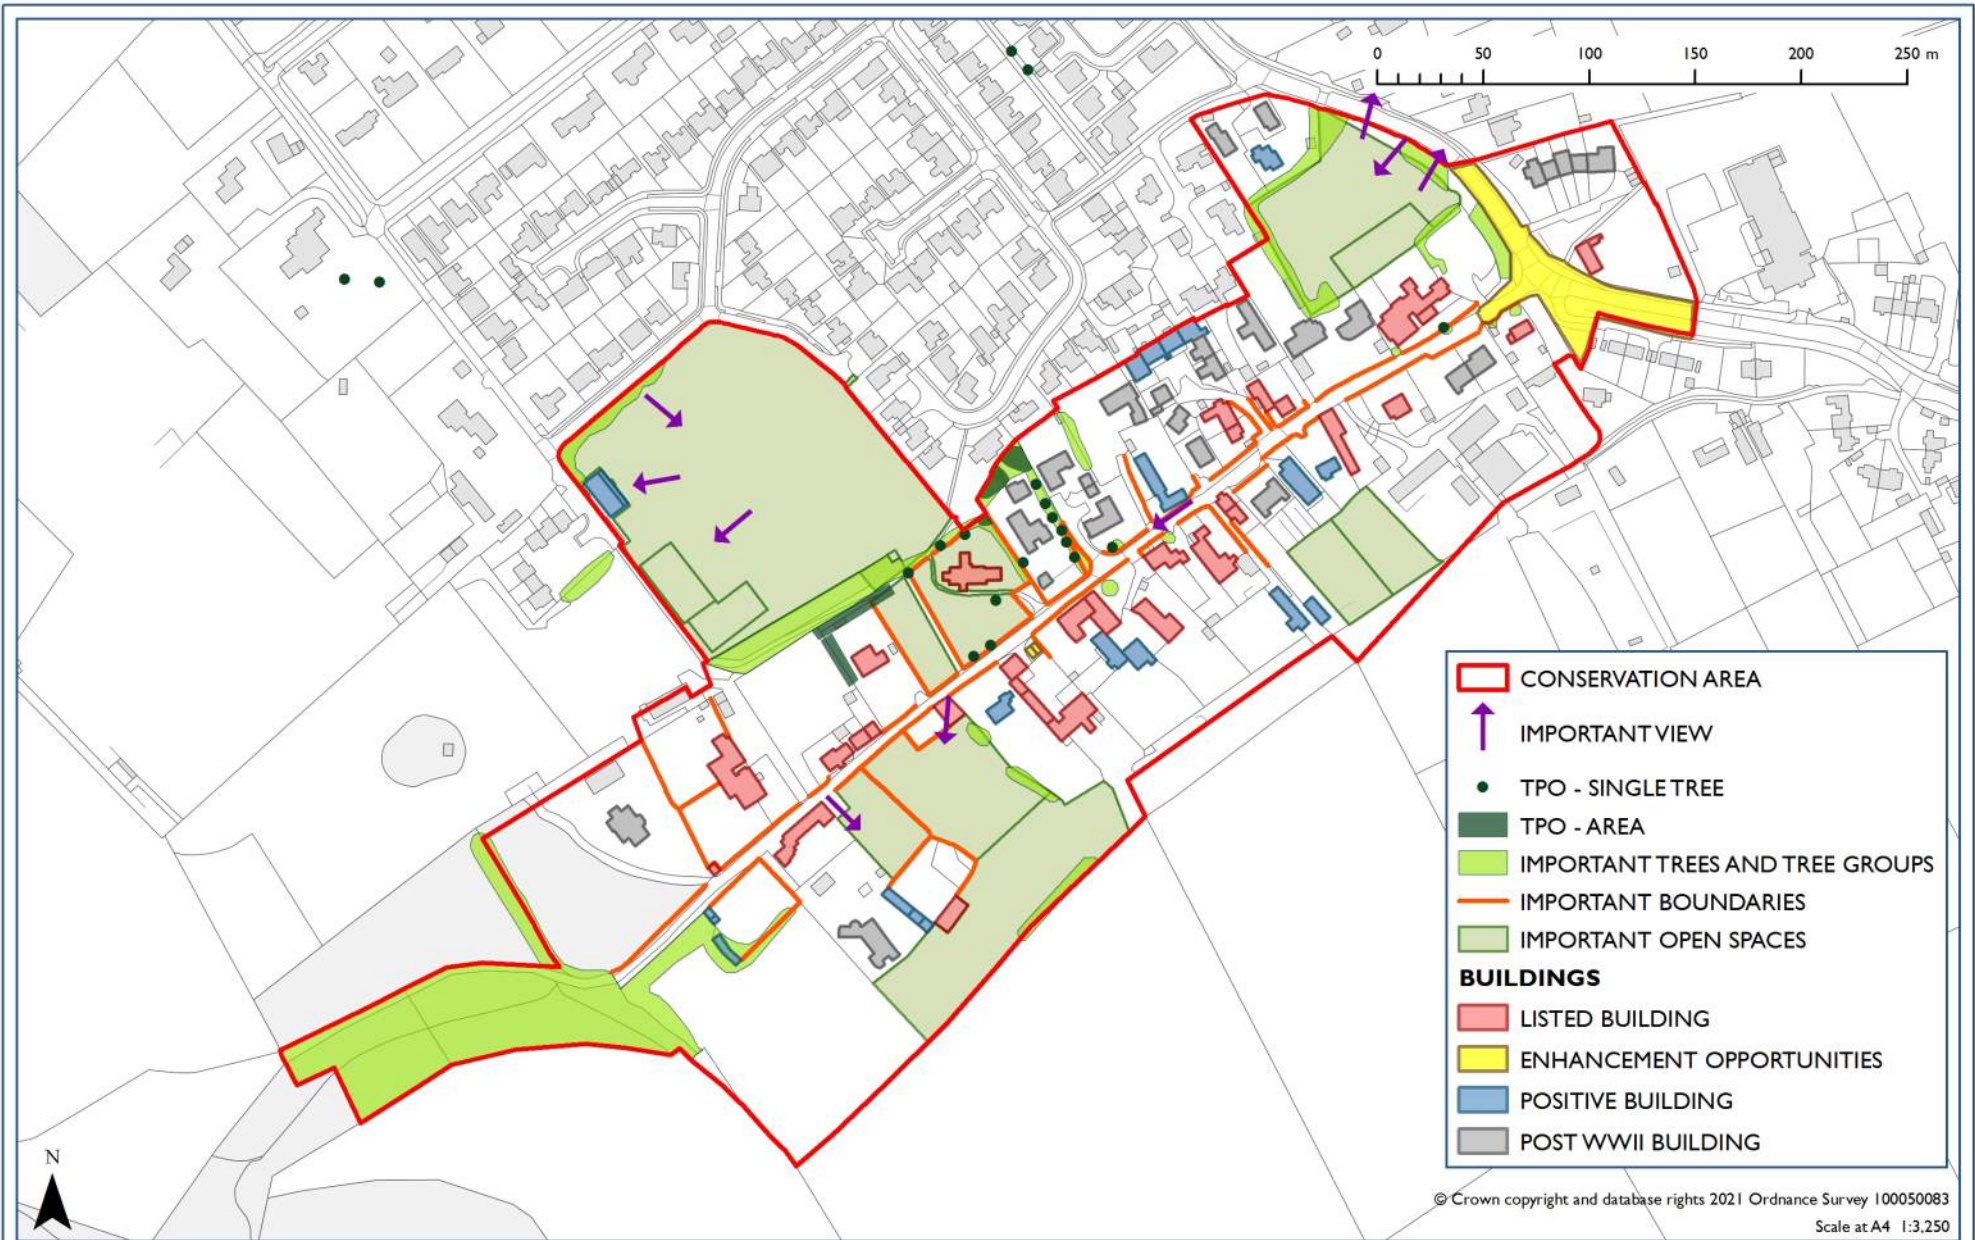 0 50 100 150 200 250 m
CONSERVATION AREA
IMPORTANT VIEW
TPO - SINGLE TREE
TPO - AREA
IMPORTANT TREES AND TREE GROUPS
IMPORTANT BOUNDARIES
IMPORTANT OPEN SPACES
BUILDINGS
LISTED BUILDING
ENHANCEMENT OPPORTUNITIES
POSITIVE BUILDING
POST WWII BUILDING
N
© Crown copyright and database rights 2021 Ordnance Survey 100050083
Scale at A4 1:3,250